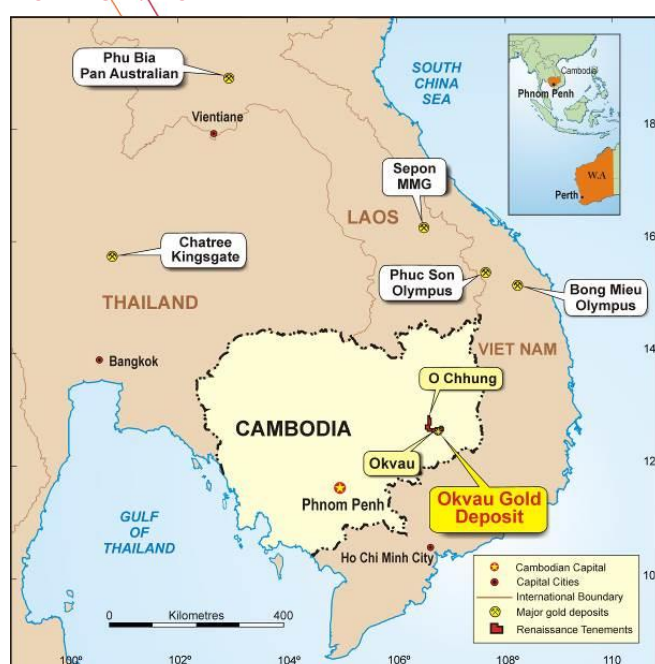 Phu Bia
Pan Australian
Vientiane
SOUTH
CHINA
SEA
Cambodia
Phnom Penh
W.A
Perth
18
Sepon
MMG
LAOS
Chatree
Kingsgate
16
Phuc Son
Olympus
Bong Mieu
Olympus
THAILAND
VIET NAM
14
Bangkok
O Chhung
CAMBODIA
Okvau
12
Phnom Penh
Okvau Gold
Deposit
GULF
OF
THAILAND
Ho Chi Minh City
10
Cambodian Capital
Capital Cities
International Boundary
Major gold deposits
Renaissance Tenements
0 Kilometres 400
100° 102° 104° 106° 108°